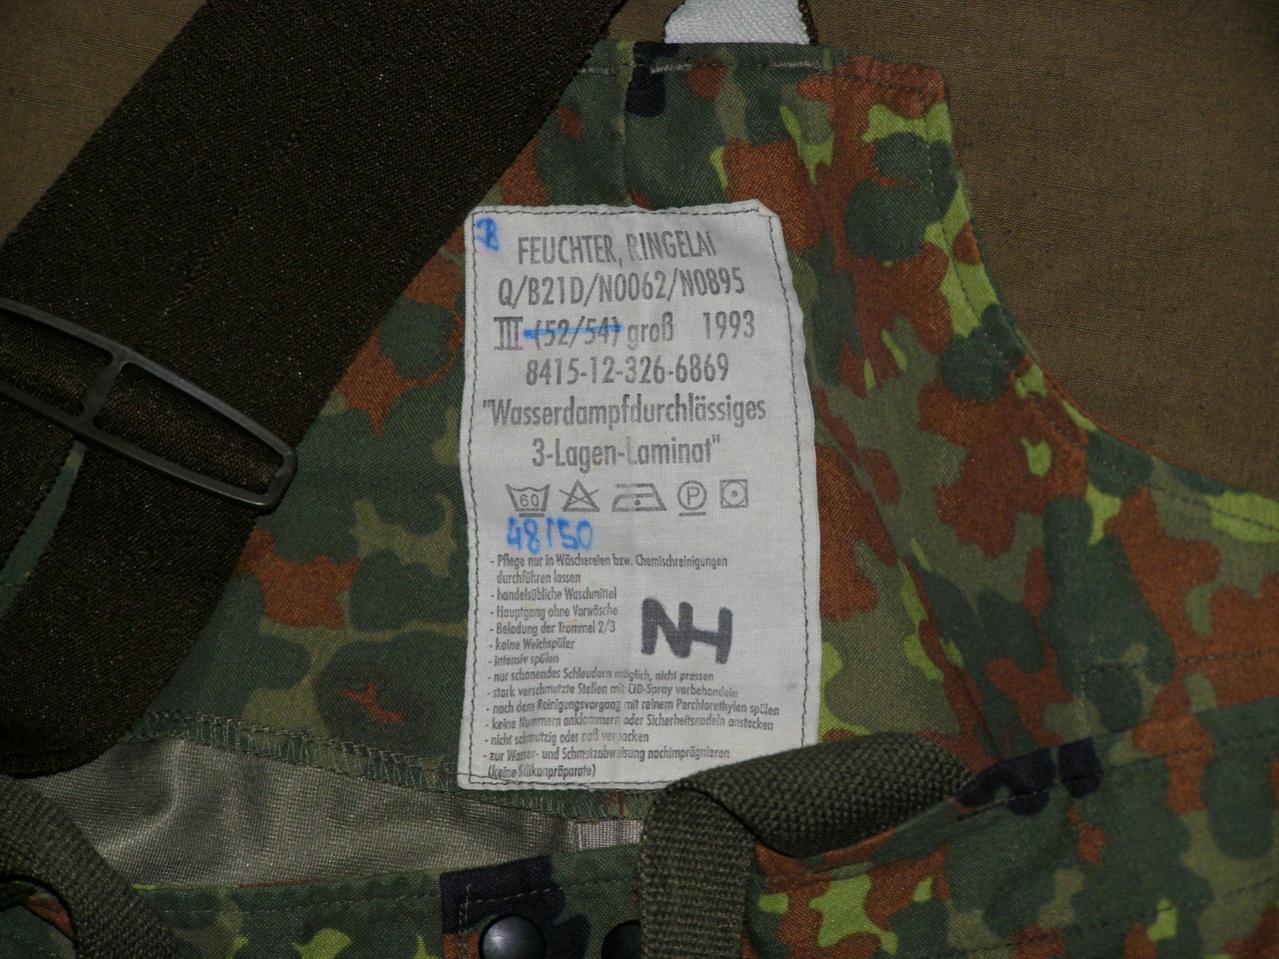 B
FEUCHTER, RINGELAi
Q/B21D/N0062/N0895
III (52/54) groß 1993
8415-12-326-6869
"Wasserdampfdurchlässiges
3-Lagen-Laminat"
60 P
48/50
- Pflege nur in Wäschereien bzw. Chemischreinigungen
durchführen lassen
- handelsübliche Waschmittel
- Hauptgang ohne Vorwäsche
- Beladung der Trommel 2/3
- keine Weichspüler
- intensiv spülen
- nur schonendes Schleudern möglich, nicht pressen
- stark verschmutzte Stellen mit CID-Spray vorbehandeln
- nach dem Reinigungsvorgang mit reinem Perchlorethylen spülen
- keine Nummern anklammern oder Sicherheitsnadeln anstecken
- nicht schmutzig oder naß verpacken
- zur Wasser- und Schmutzabweisung nachimprägnieren
(keine Silikonpräparate)
NH